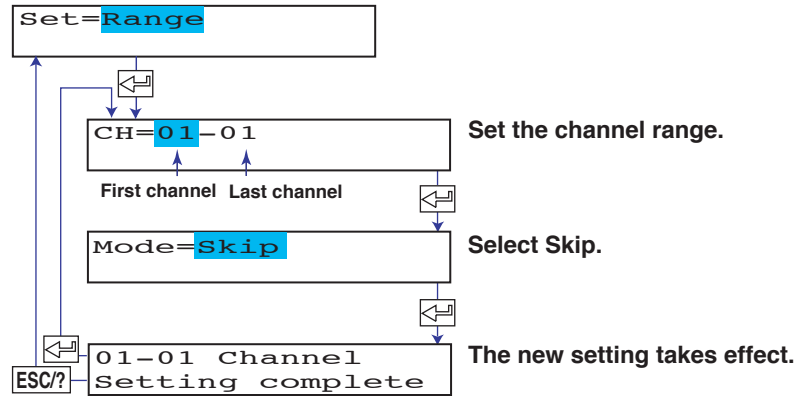 Set=Range
CH=01-01
Set the channel range.
First channel
Last channel
Mode=Skip
Select Skip.
01-01 Channel
The new setting takes effect.
ESC/?
Setting complete